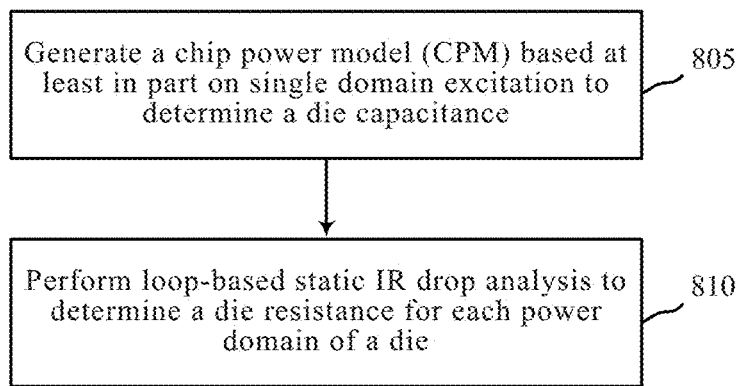 Generate a chip power model (CPM) based at
least in part on single domain excitation to
determine a die capacitance
805
Perform loop-based static IR drop analysis to
determine a die resistance for each power
domain of a die
810